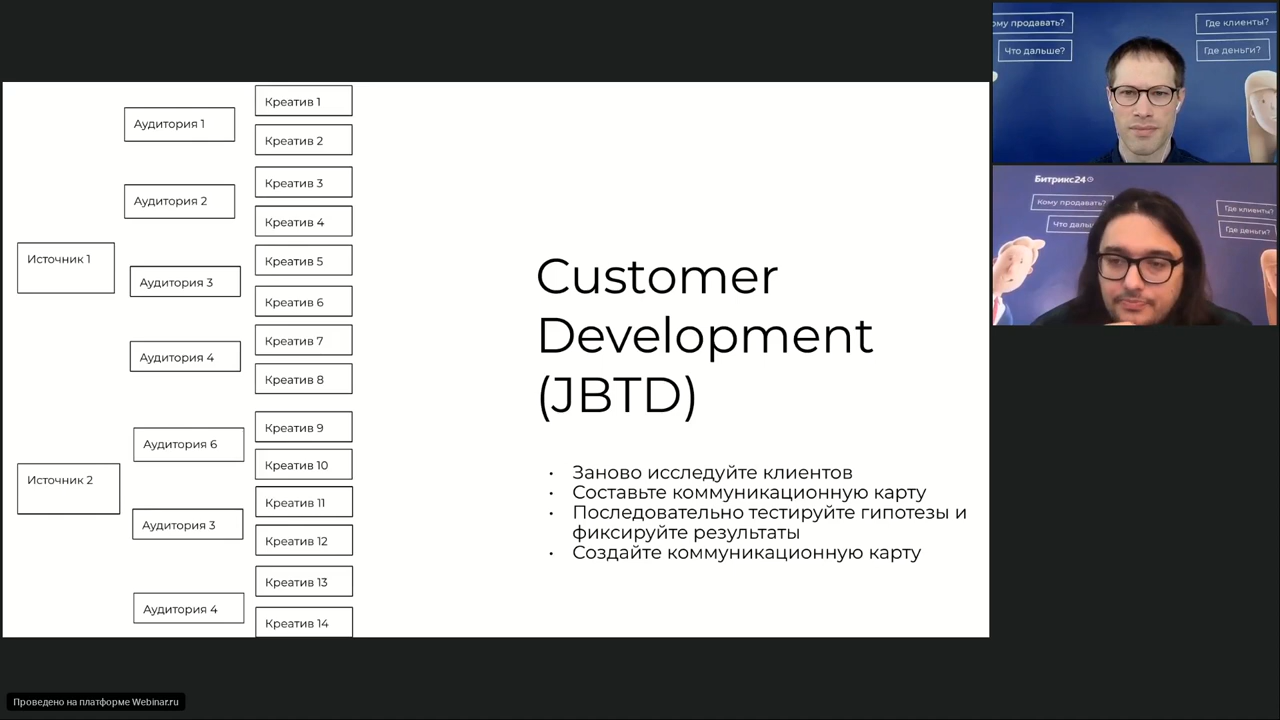 Креатив 1
Аудитория 1
Креатив 2
Креатив 3
Аудитория 2
Креатив 4
Источник 1
Креатив 5
Аудитория 3
Креатив 6
Креатив 7
Аудитория 4
Креатив 8
Креатив 9
Аудитория 6
Креатив 10
Источник 2
Креатив 11
Аудитория 3
Креатив 12
Креатив 13
Аудитория 4
Креатив 14
Customer
Development
(JBTD)
• Заново исследуйте клиентов
• Составьте коммуникационную карту
• Последовательно тестируйте гипотезы и
фиксируйте результаты
• Создайте коммуникационную карту
продавать?
Где клиенты?
Что дальше?
Где деньги?
Битрикс24
Кому продавать?
Где клиенты?
Что
Где деньги?
Проведено на платформе Webinar.ru